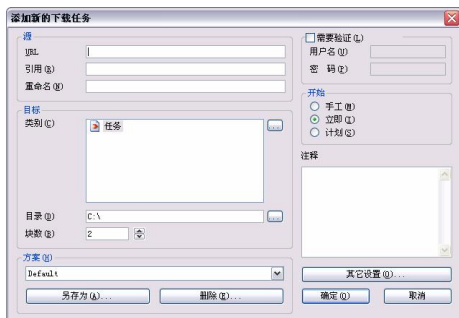 添加新的下载任务
源
URL
引用(R)
重命名(N)
目标
类别(C)
任务
...
目录(D)
C:\
...
块数(B)
2
方案(H)
Default
另存为(A)...
删除(E)...
需要验证(L)
用户名(U)
密 码(P)
开始
手工(M)
立即(I)
计划(S)
注释
其它设置(O)...
确定(O)
取消